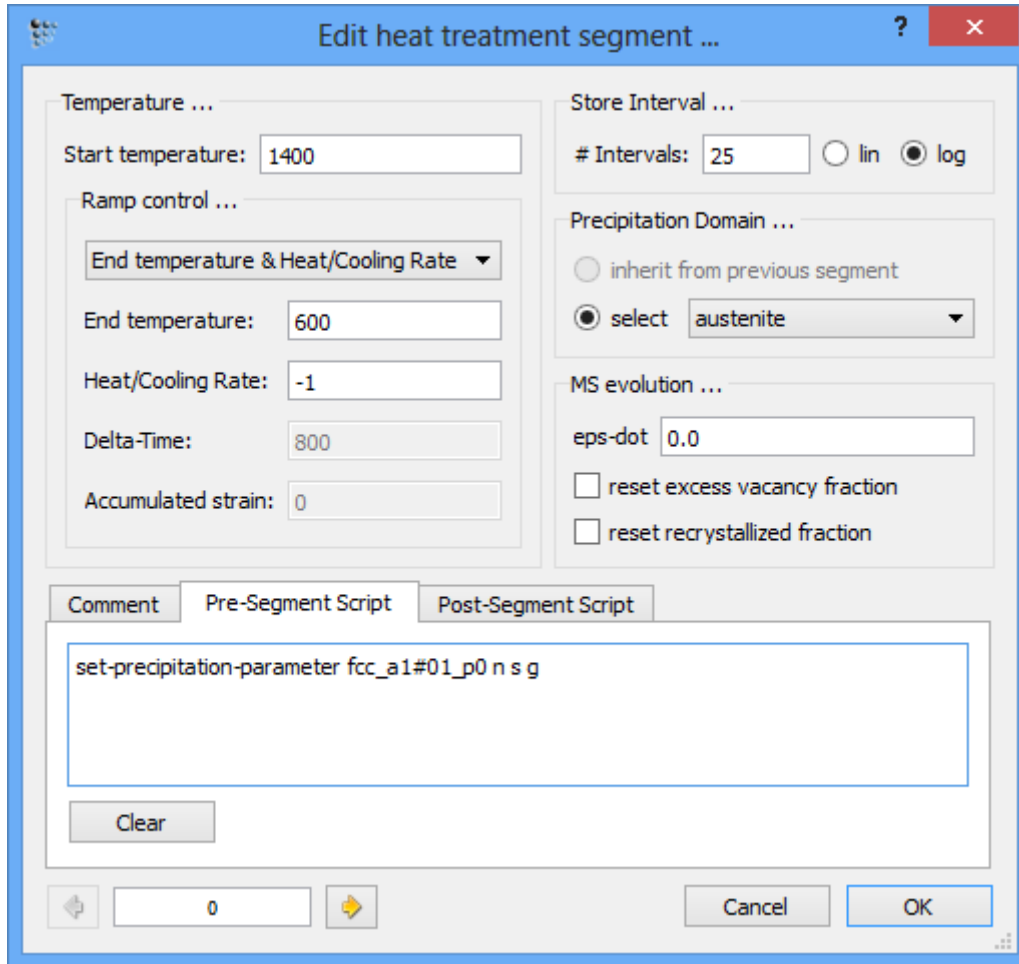 Edit heat treatment segment ...
?
Temperature ...
Start temperature: 1400
Ramp control ...
End temperature & Heat/Cooling Rate
End temperature: 600
Heat/Cooling Rate: -1
Delta-Time: 800
Accumulated strain: 0
Store Interval ...
# Intervals: 25 lin log
Precipitation Domain ...
inherit from previous segment
select austenite
MS evolution ...
eps-dot 0.0
reset excess vacancy fraction
reset recrystallized fraction
Comment Pre-Segment Script Post-Segment Script
set-precipitation-parameter fcc_a1#01_p0 n s g
Clear
0 Cancel OK